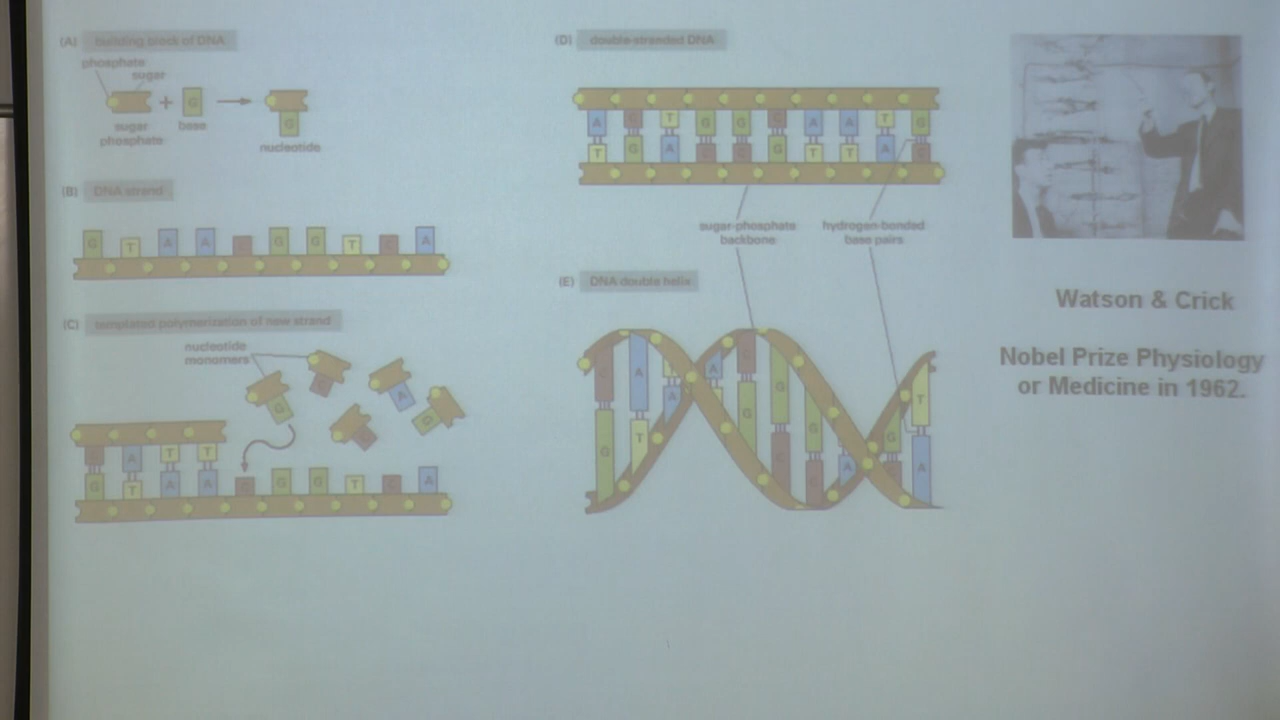 (A) building block of DNA
phosphate
sugar
+
G
sugar
phosphate
base
G
nucleotide
(B) DNA strand
G T A A C G G T C A
(C) templated polymerization of new strand
nucleotide
monomers
G C A G C
C A T T
G T A A C G G T C A
(D) double-stranded DNA
A C T G G C A A T G
T G A C C G T T A C
sugar-phosphate
backbone
hydrogen-bonded
base pairs
(E) DNA double helix
C A T A C G G T
G T A G C G C A G A
Watson & Crick
Nobel Prize Physiology
or Medicine in 1962.